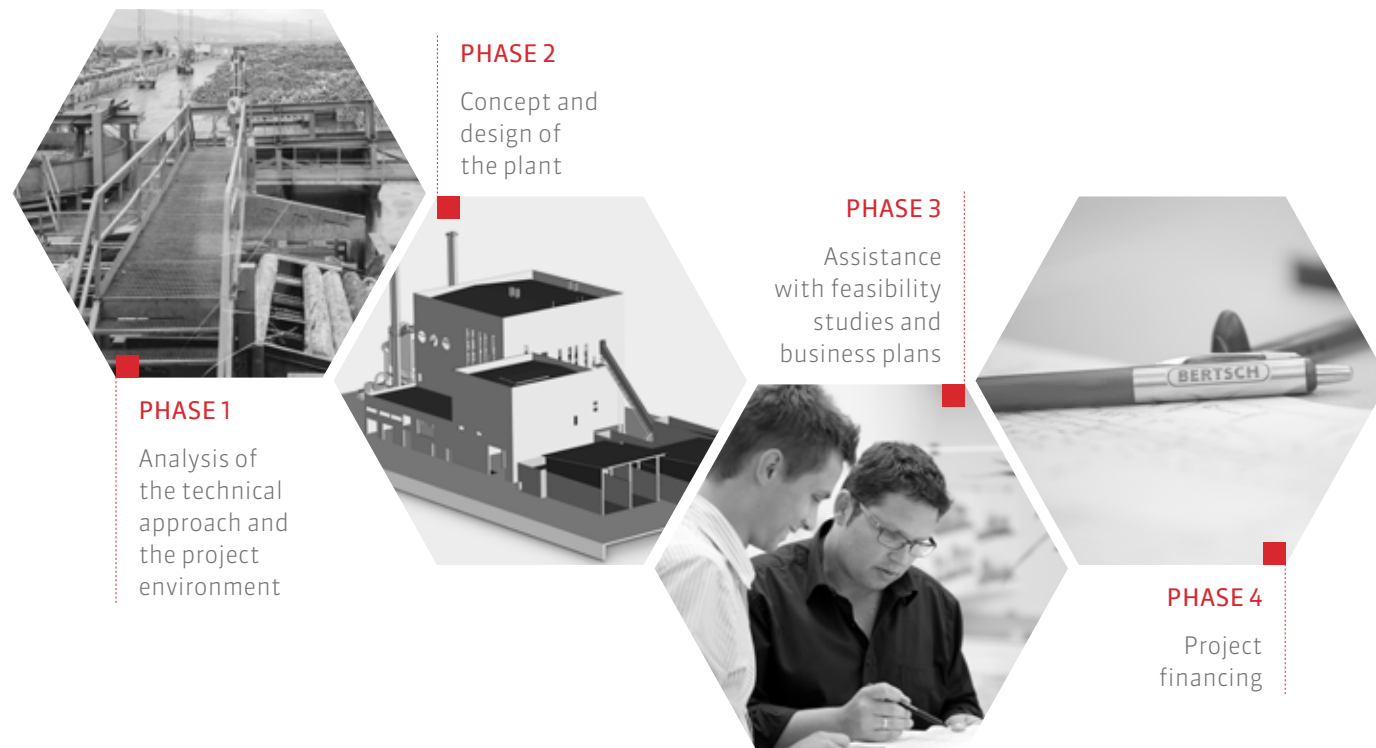 PHASE 1
Analysis of
the technical
approach and
the project
environment
PHASE 2
Concept and
design of
the plant
PHASE 3
Assistance
with feasibility
studies and
business plans
BERTSCH
PHASE 4
Project
financing